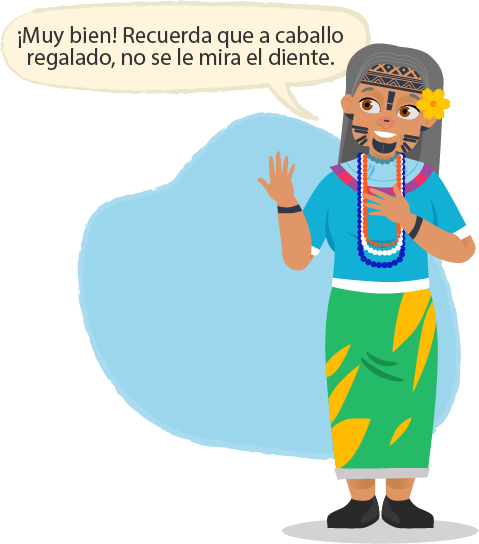 ¡Muy bien! Recuerda que a caballo
regalado, no se le mira el diente.